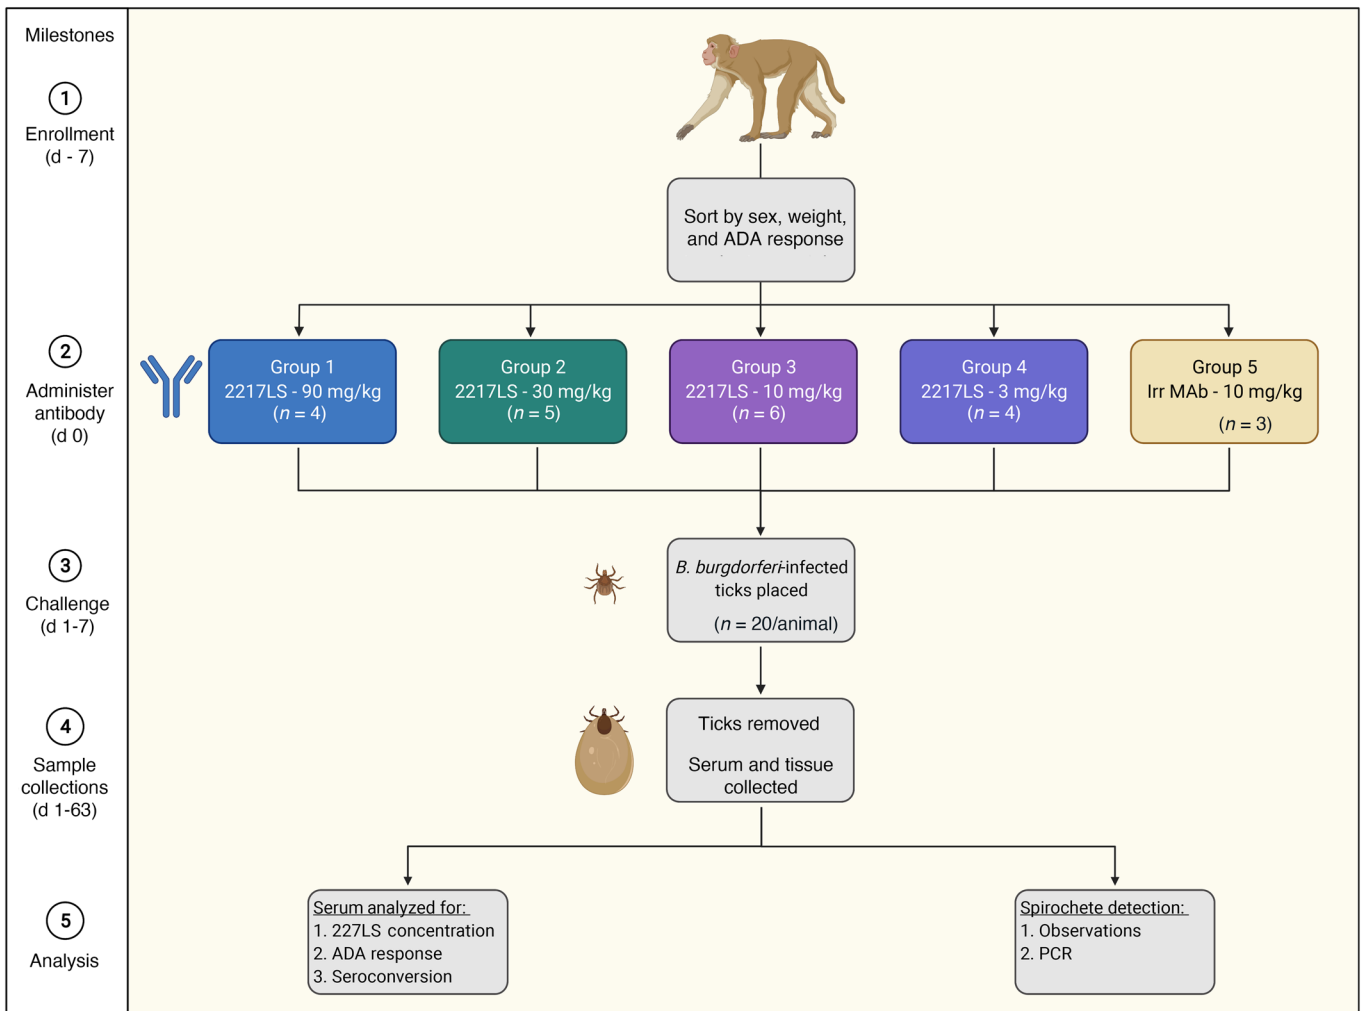 Milestones
1
Enrollment
(d - 7)
Sort by sex, weight,
and ADA response
2
Administer
antibody
(d 0)
Group 1
2217LS - 90 mg/kg
(n = 4)
Group 2
2217LS - 30 mg/kg
(n = 5)
Group 3
2217LS - 10 mg/kg
(n = 6)
Group 4
2217LS - 3 mg/kg
(n = 4)
Group 5
Irr MAb - 10 mg/kg
(n = 3)
3
Challenge
(d 1-7)
B. burgdorferi-infected
ticks placed
(n = 20/animal)
4
Sample
collections
(d 1-63)
Ticks removed
Serum and tissue
collected
5
Analysis
Serum analyzed for:
1. 227LS concentration
2. ADA response
3. Seroconversion
Spirochete detection:
1. Observations
2. PCR